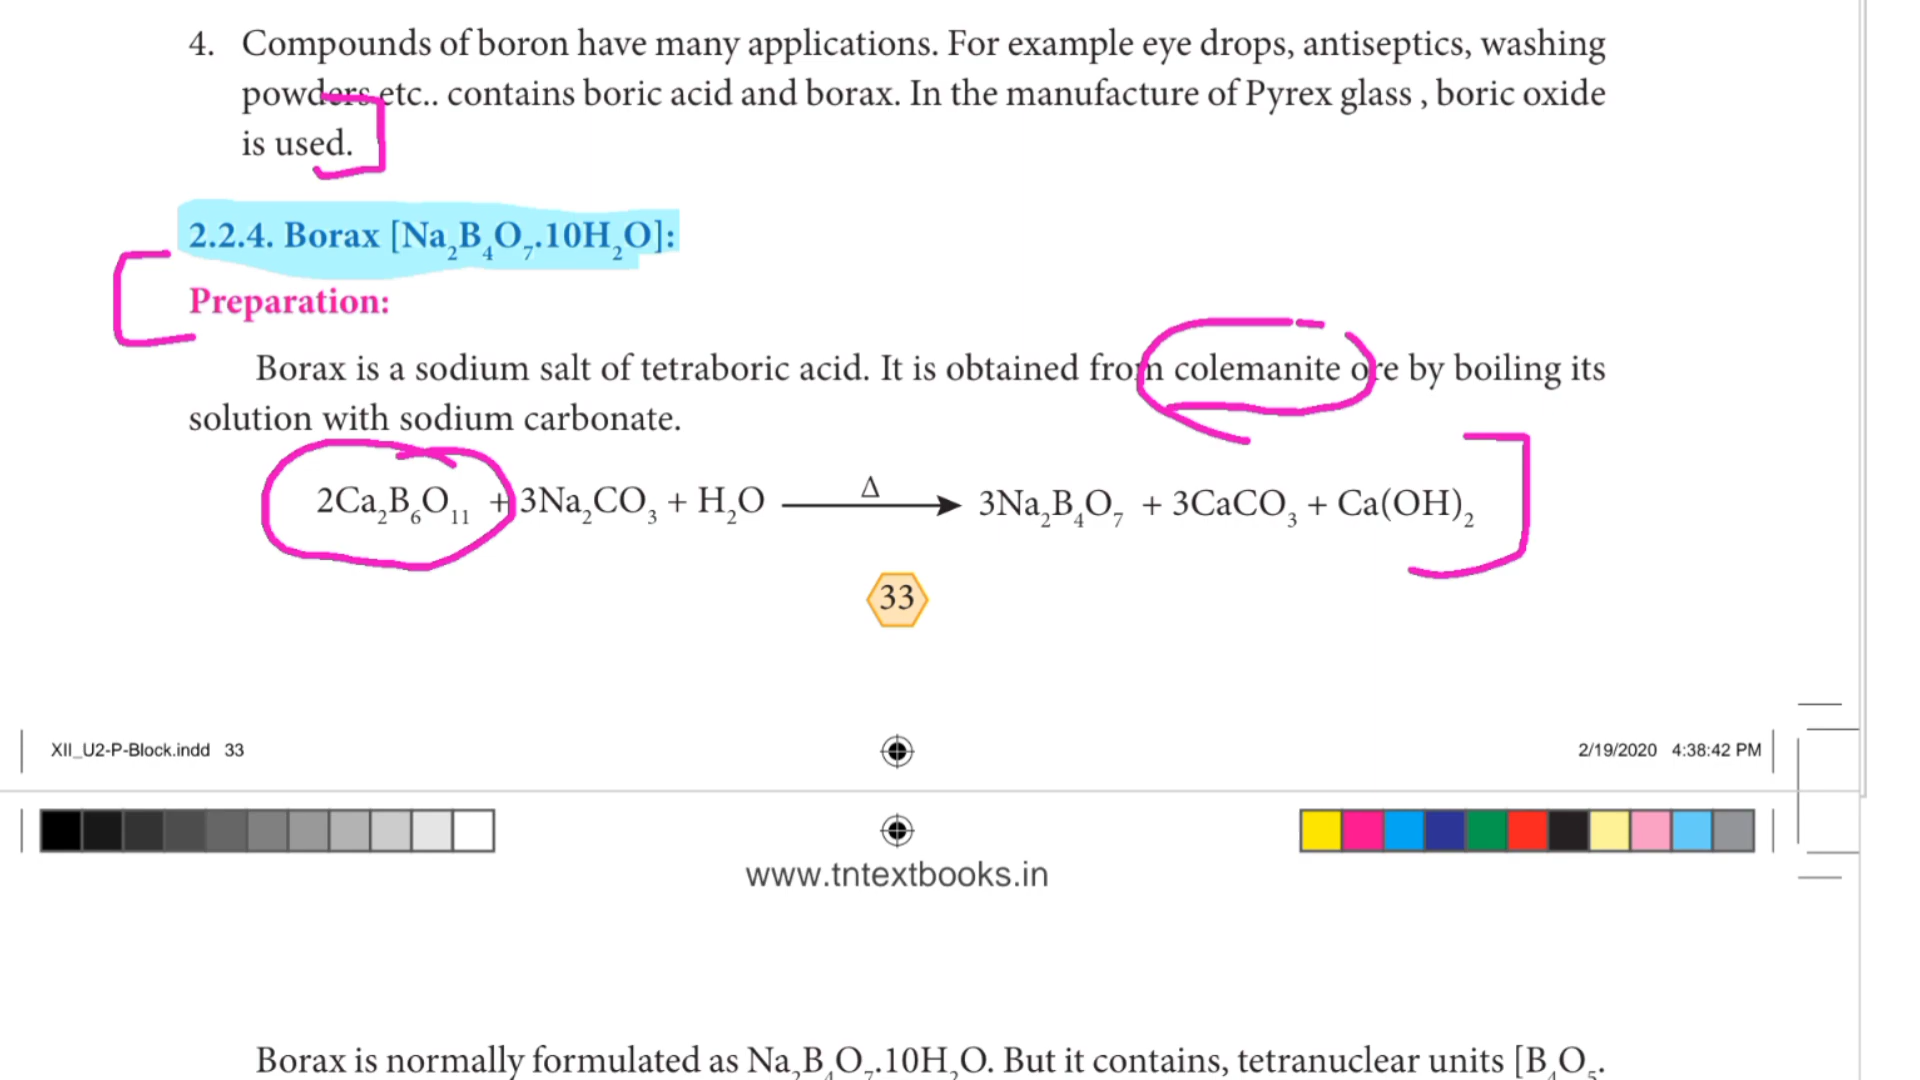 4. Compounds of boron have many applications. For example eye drops, antiseptics, washing
powders etc.. contains boric acid and borax. In the manufacture of Pyrex glass , boric oxide
is used.
2.2.4. Borax [Na₂B₄O₇.10H₂O]:
Preparation:
Borax is a sodium salt of tetraboric acid. It is obtained from colemanite ore by boiling its
solution with sodium carbonate.
2Ca₂B₆O₁₁ + 3Na₂CO₃ + H₂O ⟶ Δ 3Na₂B₄O₇ + 3CaCO₃ + Ca(OH)₂
33
XII_U2-P-Block.indd 33 2/19/2020 4:38:42 PM
www.tntextbooks.in
Borax is normally formulated as Na₂B₄O₇.10H₂O. But it contains, tetranuclear units [B₄O₅.